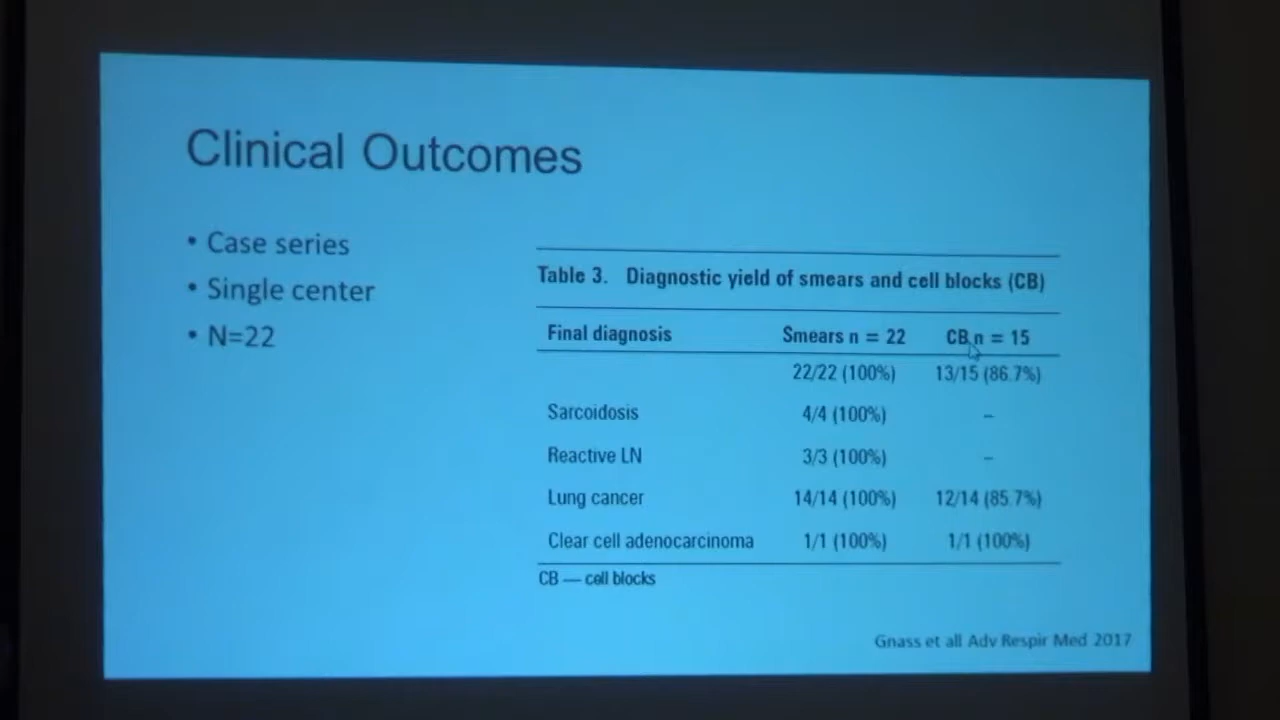 Clinical Outcomes
• Case series
• Single center
• N=22
Table 3. Diagnostic yield of smears and cell blocks (CB)
Final diagnosis Smears n = 22 CB n = 15
22/22 (100%) 13/15 (86.7%)
Sarcoidosis 4/4 (100%) –
Reactive LN 3/3 (100%) –
Lung cancer 14/14 (100%) 12/14 (85.7%)
Clear cell adenocarcinoma 1/1 (100%) 1/1 (100%)
CB — cell blocks
Gnass et all Adv Respir Med 2017